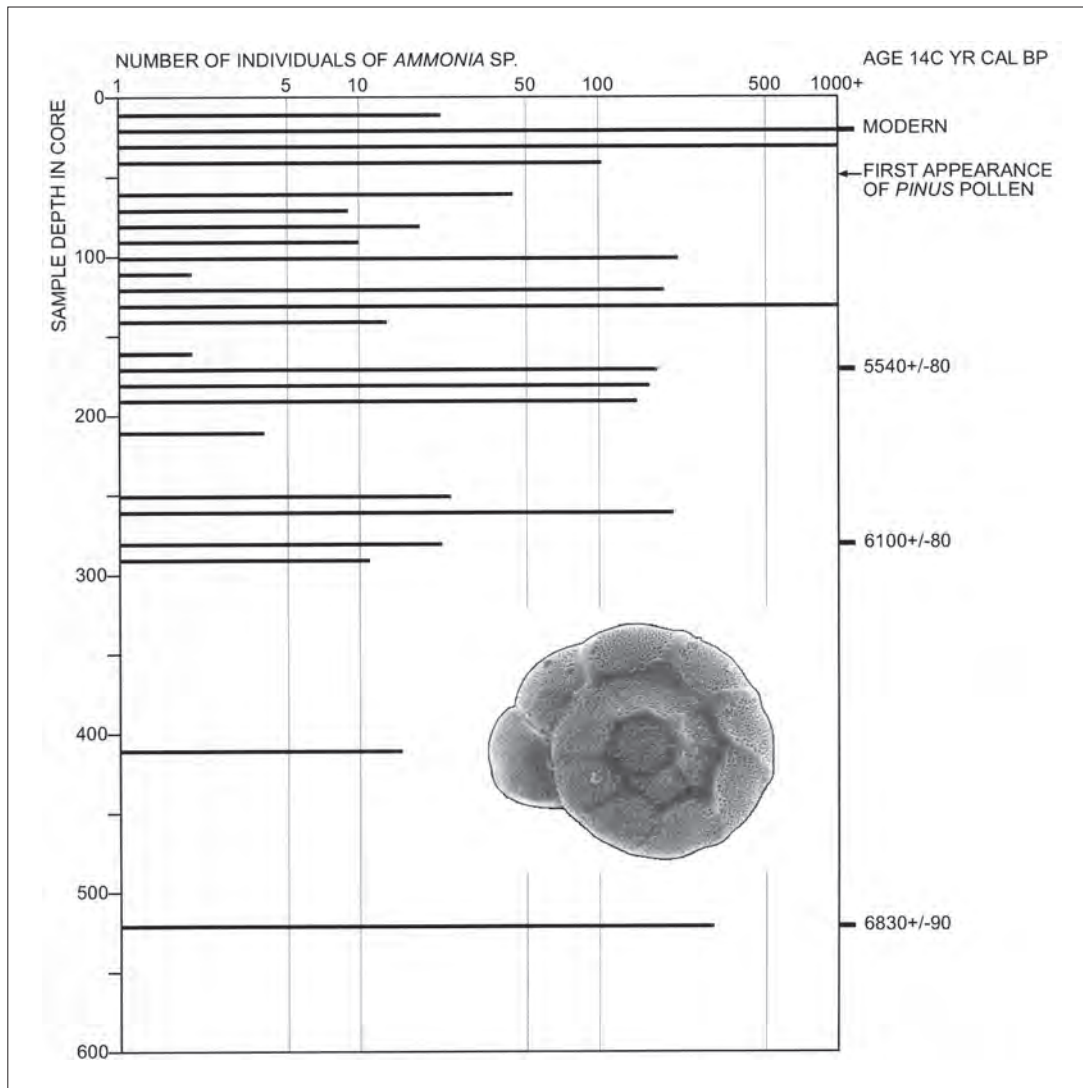 NUMBER OF INDIVIDUALS OF AMMONIA SP.
AGE 14C YR CAL BP
1 5 10 50 100 500 1000+
SAMPLE DEPTH IN CORE
0
MODERN
FIRST APPEARANCE
OF PINUS POLLEN
100
5540+/-80
200
6100+/-80
300
400
500
6830+/-90
600